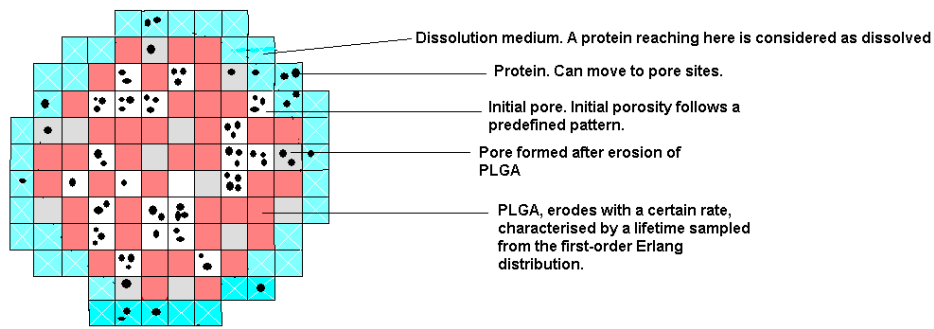 Dissolution medium. A protein reaching here is considered as dissolved
Protein. Can move to pore sites.
Initial pore. Initial porosity follows a
predefined pattern.
Pore formed after erosion of
PLGA
PLGA, erodes with a certain rate,
characterised by a lifetime sampled
from the first-order Erlang
distribution.